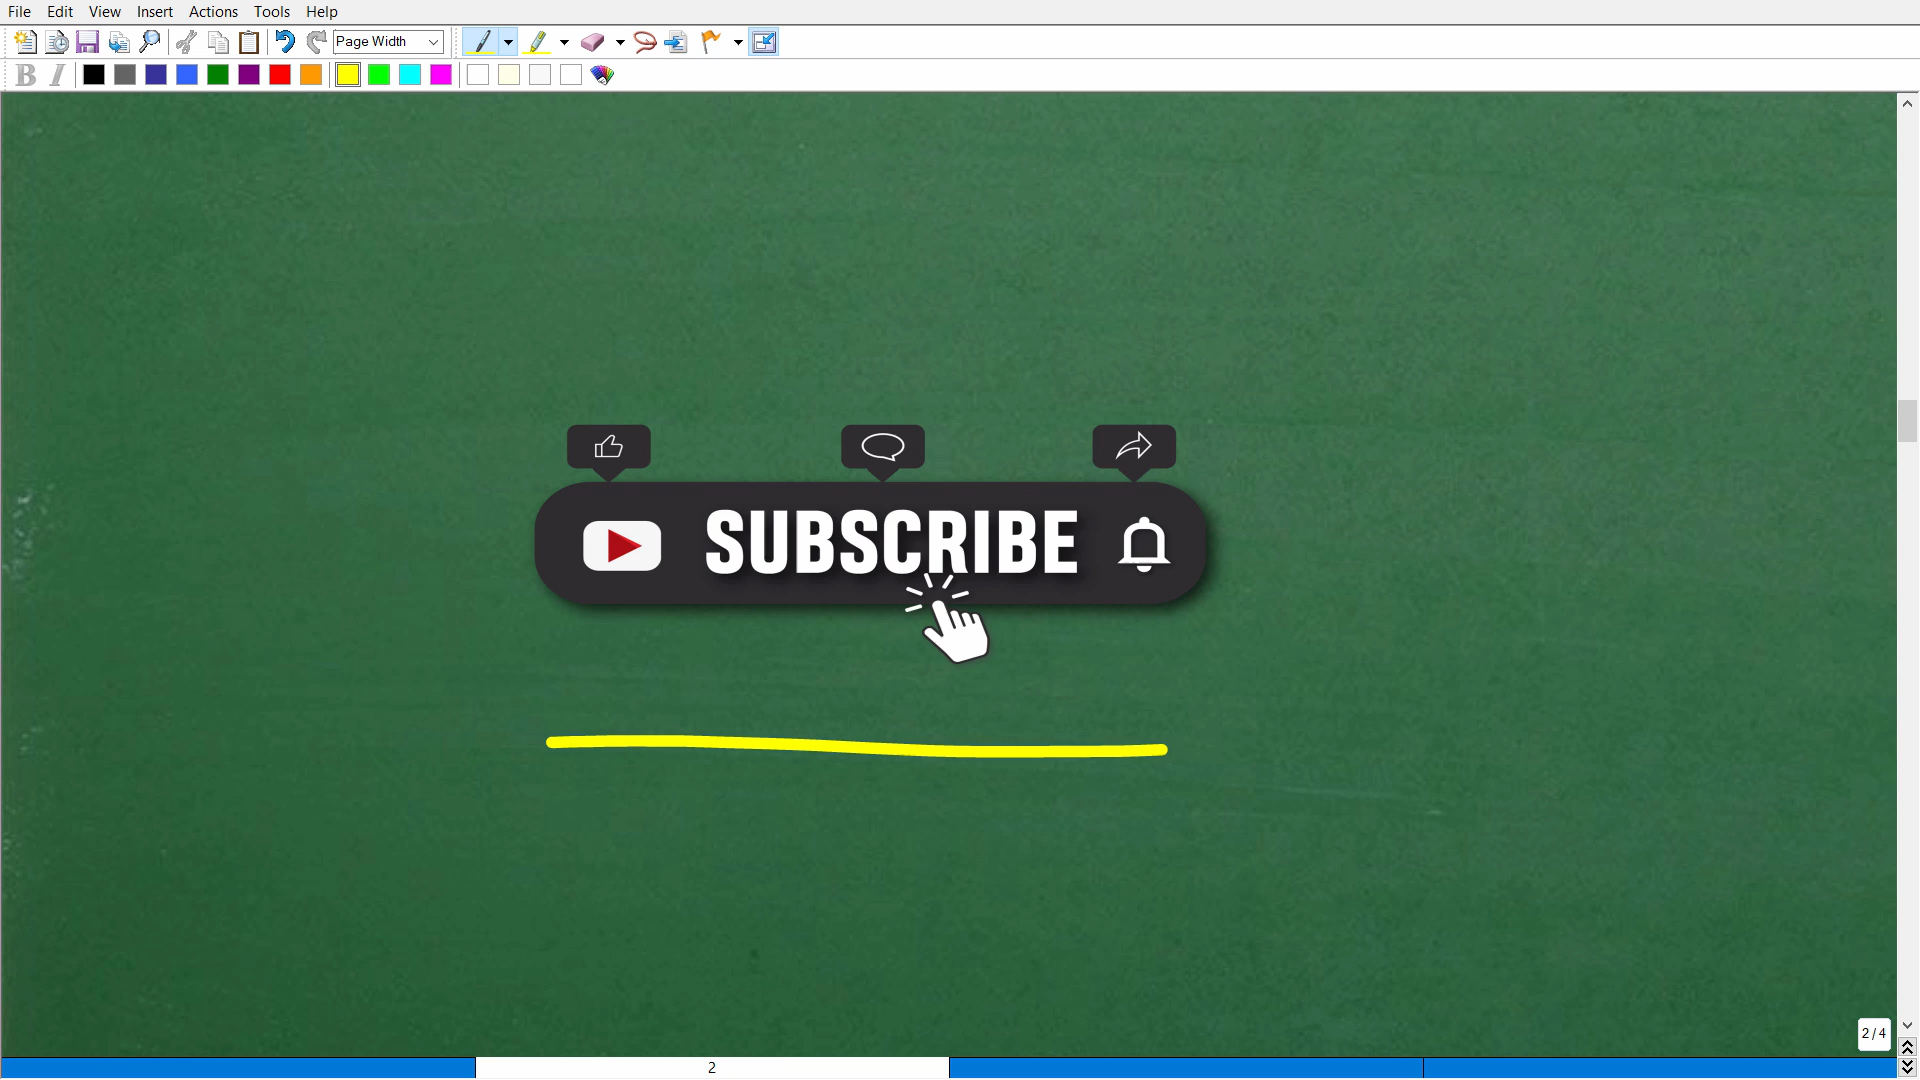 File Edit View Insert Actions Tools Help
Page Width
B I
SUBSCRIBE
2 / 4
2